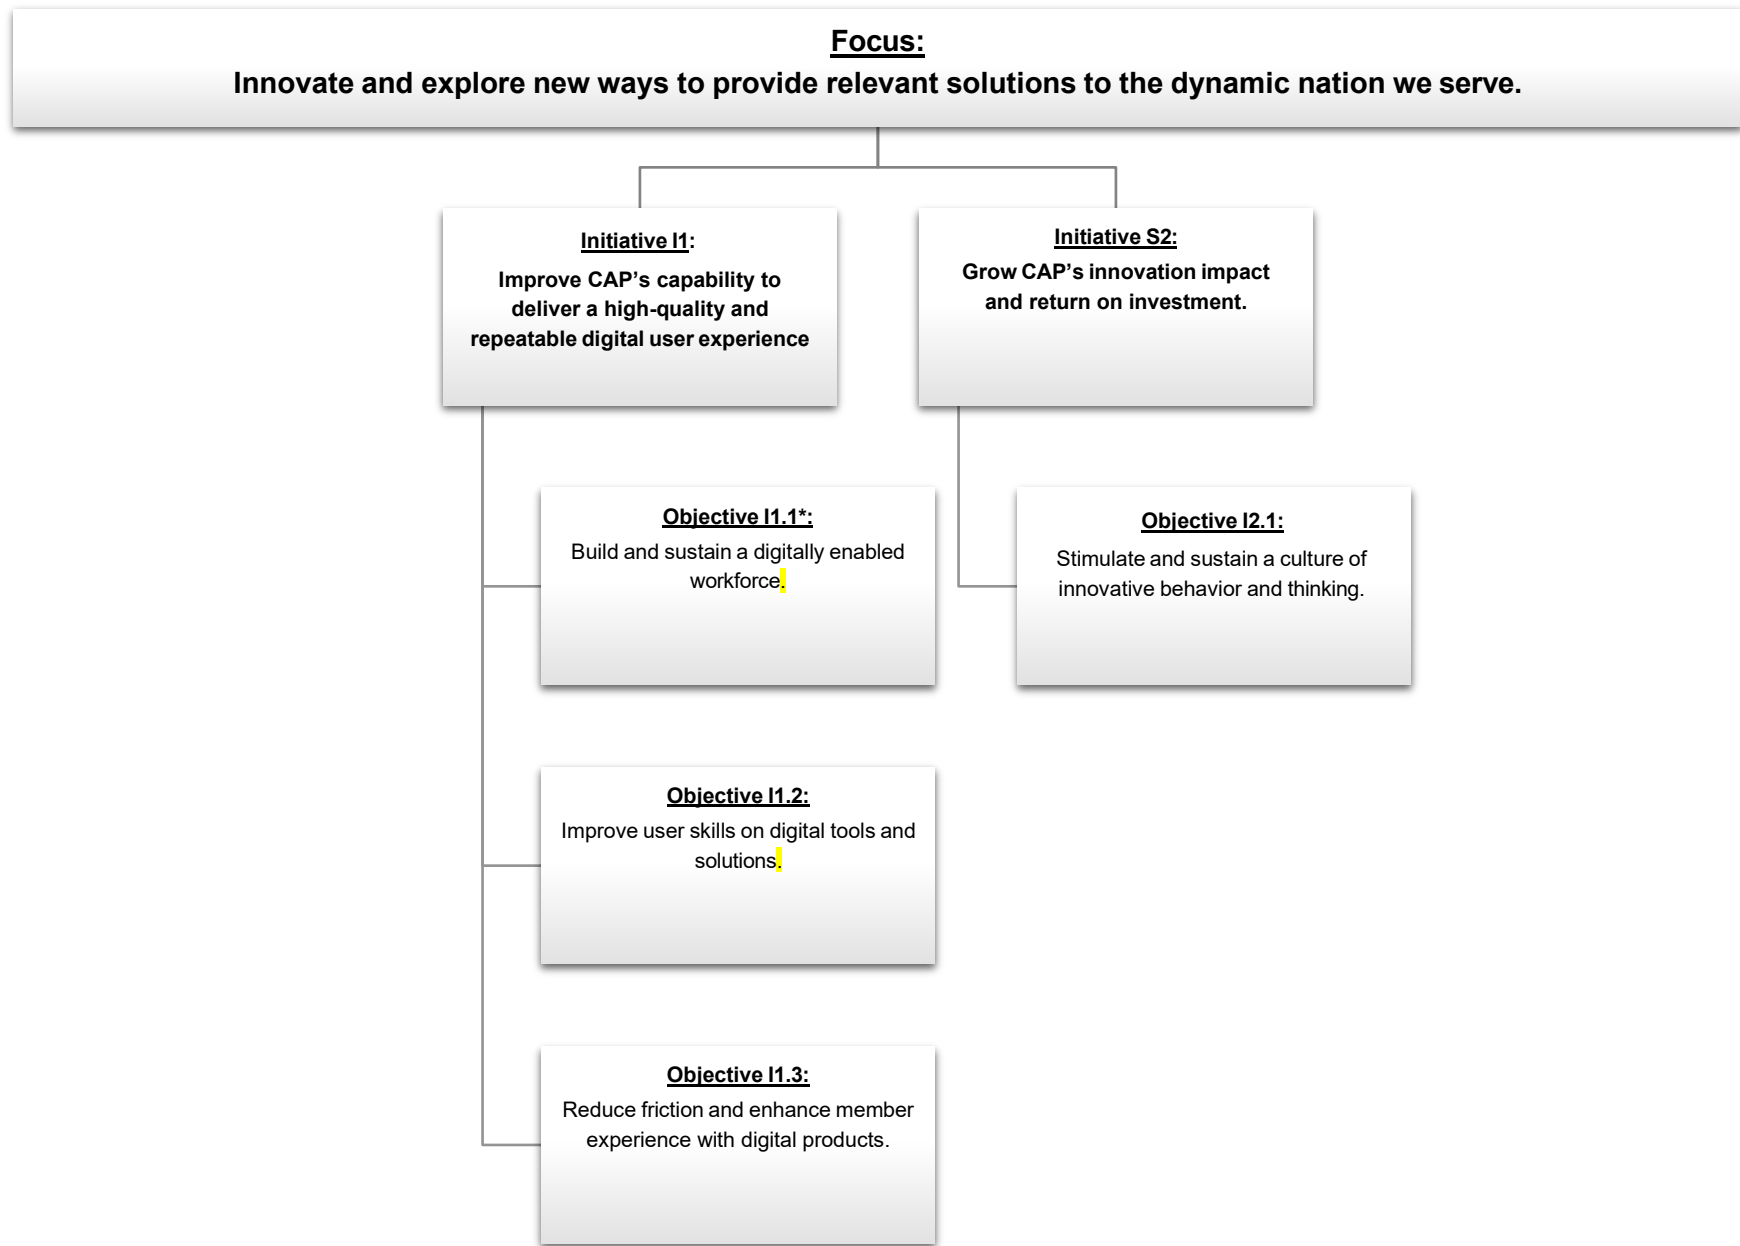 Focus:
Innovate and explore new ways to provide relevant solutions to the dynamic nation we serve.
Initiative I1:
Improve CAP’s capability to
deliver a high-quality and
repeatable digital user experience
Initiative S2:
Grow CAP’s innovation impact
and return on investment.
Objective I1.1*:
Build and sustain a digitally enabled
workforce.
Objective I2.1:
Stimulate and sustain a culture of
innovative behavior and thinking.
Objective I1.2:
Improve user skills on digital tools and
solutions.
Objective I1.3:
Reduce friction and enhance member
experience with digital products.